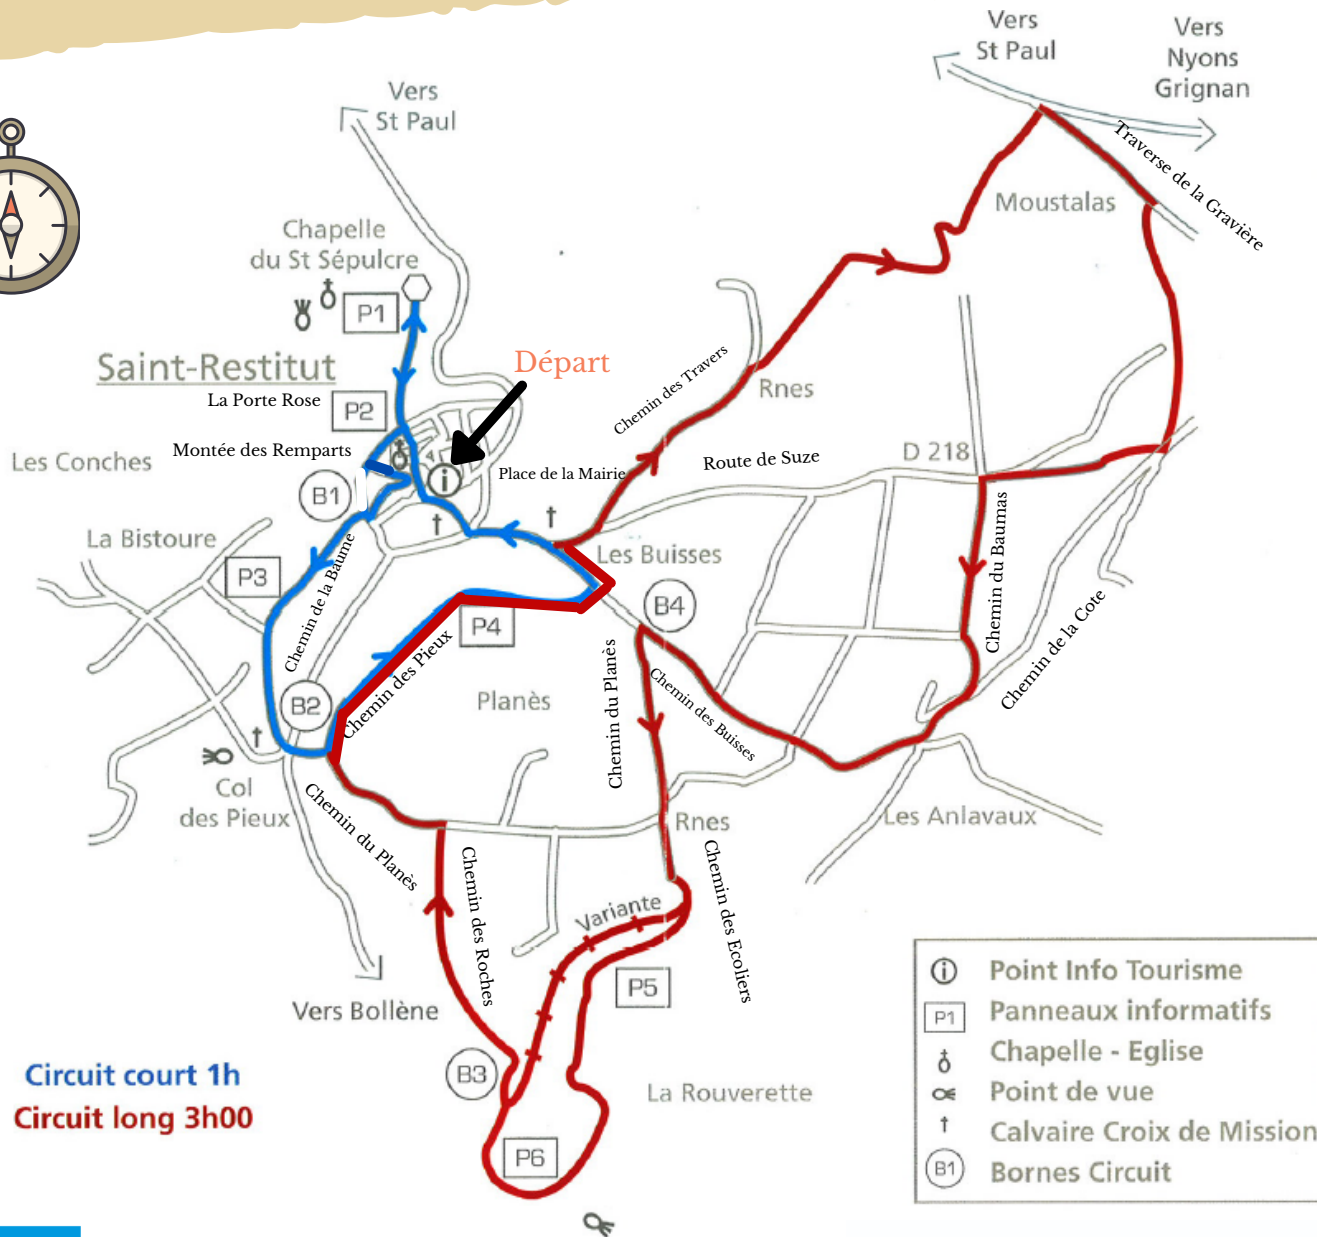 Vers
St Paul
Vers
Nyons
Grignan
Vers
St Paul
Traverse de la Gravière
Moustalas
Chapelle
du St Sépulcre
P1
Saint-Restitut
Départ
La Porte Rose
P2
Chemin des Travers
Rnes
Montée des Remparts
Les Conches
Place de la Mairie
Route de Suze
D 218
B1
i
La Bistoure
Les Buisses
P3
Chemin de la Baume
B4
Chemin du Baumas
Chemin de la Cote
P4
Chemin des Pieux
Planès
Chemin du Planès
Chemin des Buisses
B2
Col
des Pieux
Chemin du Planès
Rnes
Les Anlavaux
Chemin des Roches
Chemin des Ecoliers
Variante
P5
Vers Bollène
B3
La Rouverette
P6
Circuit court 1h
Circuit long 3h00
i Point Info Tourisme
P1 Panneaux informatifs
Chapelle - Eglise
Point de vue
Calvaire Croix de Mission
B1 Bornes Circuit